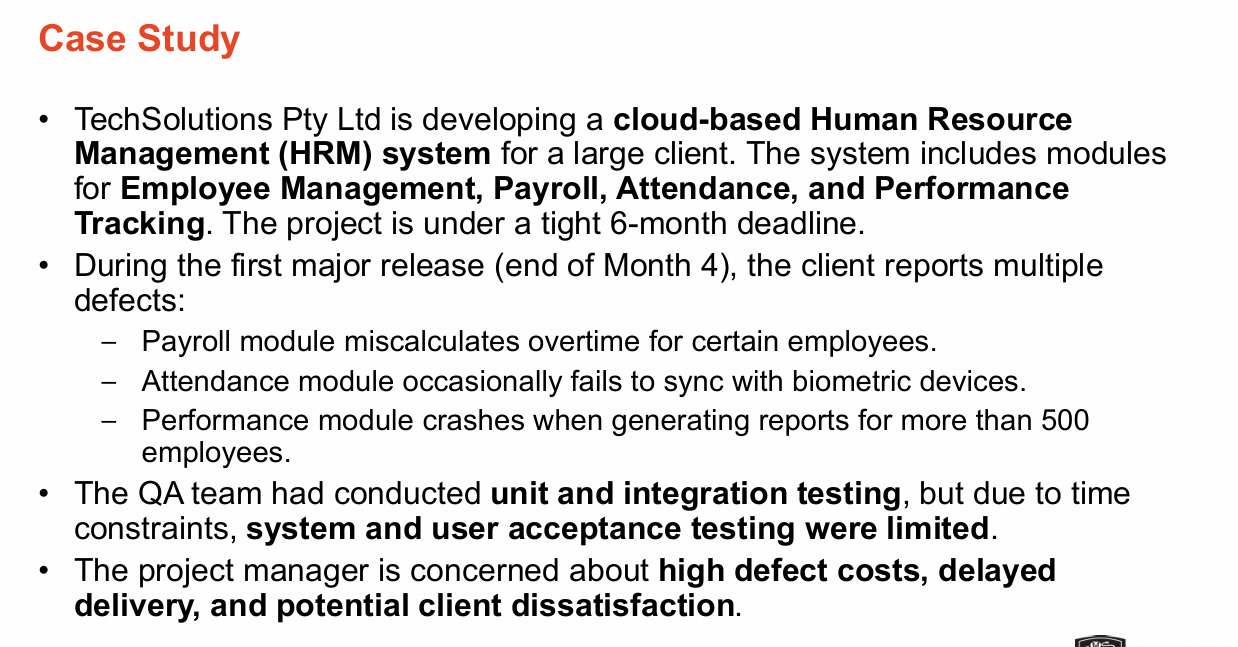 Case Study
• TechSolutions Pty Ltd is developing a cloud-based Human Resource
Management (HRM) system for a large client. The system includes modules
for Employee Management, Payroll, Attendance, and Performance
Tracking. The project is under a tight 6-month deadline.
• During the first major release (end of Month 4), the client reports multiple
defects:
– Payroll module miscalculates overtime for certain employees.
– Attendance module occasionally fails to sync with biometric devices.
– Performance module crashes when generating reports for more than 500
employees.
• The QA team had conducted unit and integration testing, but due to time
constraints, system and user acceptance testing were limited.
• The project manager is concerned about high defect costs, delayed
delivery, and potential client dissatisfaction.